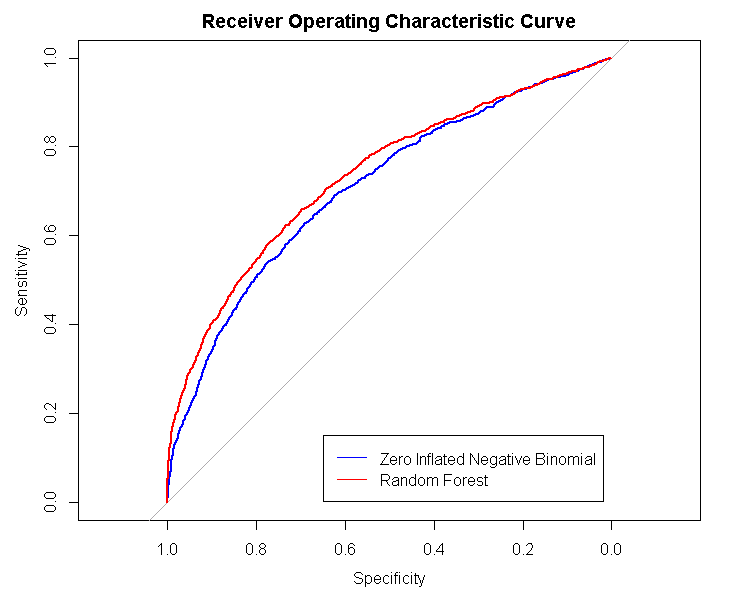 Receiver Operating Characteristic Curve
1.0
0.8
0.6
0.4
0.2
0.0
Sensitivity
Zero Inflated Negative Binomial
Random Forest
1.0 0.8 0.6 0.4 0.2 0.0
Specificity